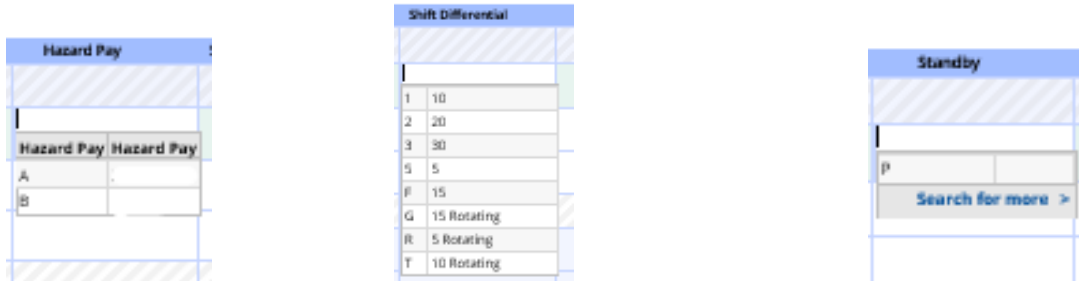 Hazard Pay
Hazard Pay Hazard Pay
A
B
Shift Differential
1 10
2 20
3 30
5 5
F 15
G 15 Rotating
R 5 Rotating
T 10 Rotating
Standby
P
Search for more >